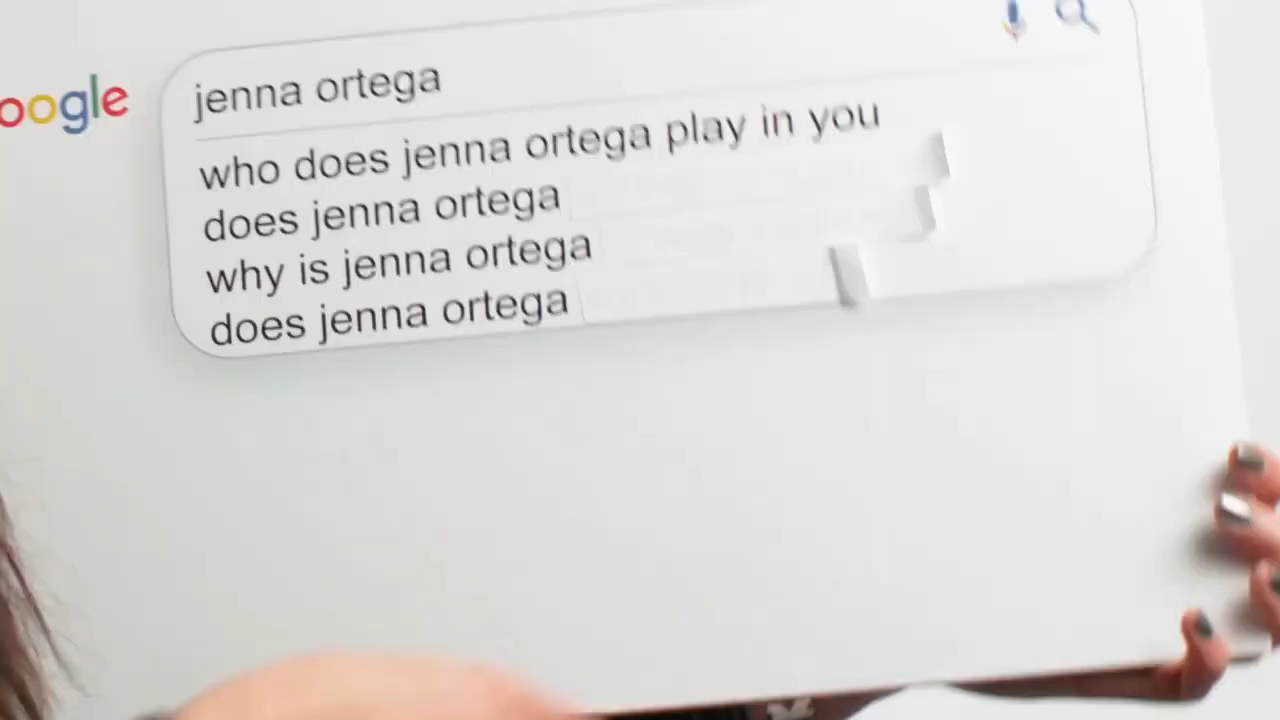 oogle
jenna ortega
who does jenna ortega play in you
does jenna ortega
why is jenna ortega
does jenna ortega